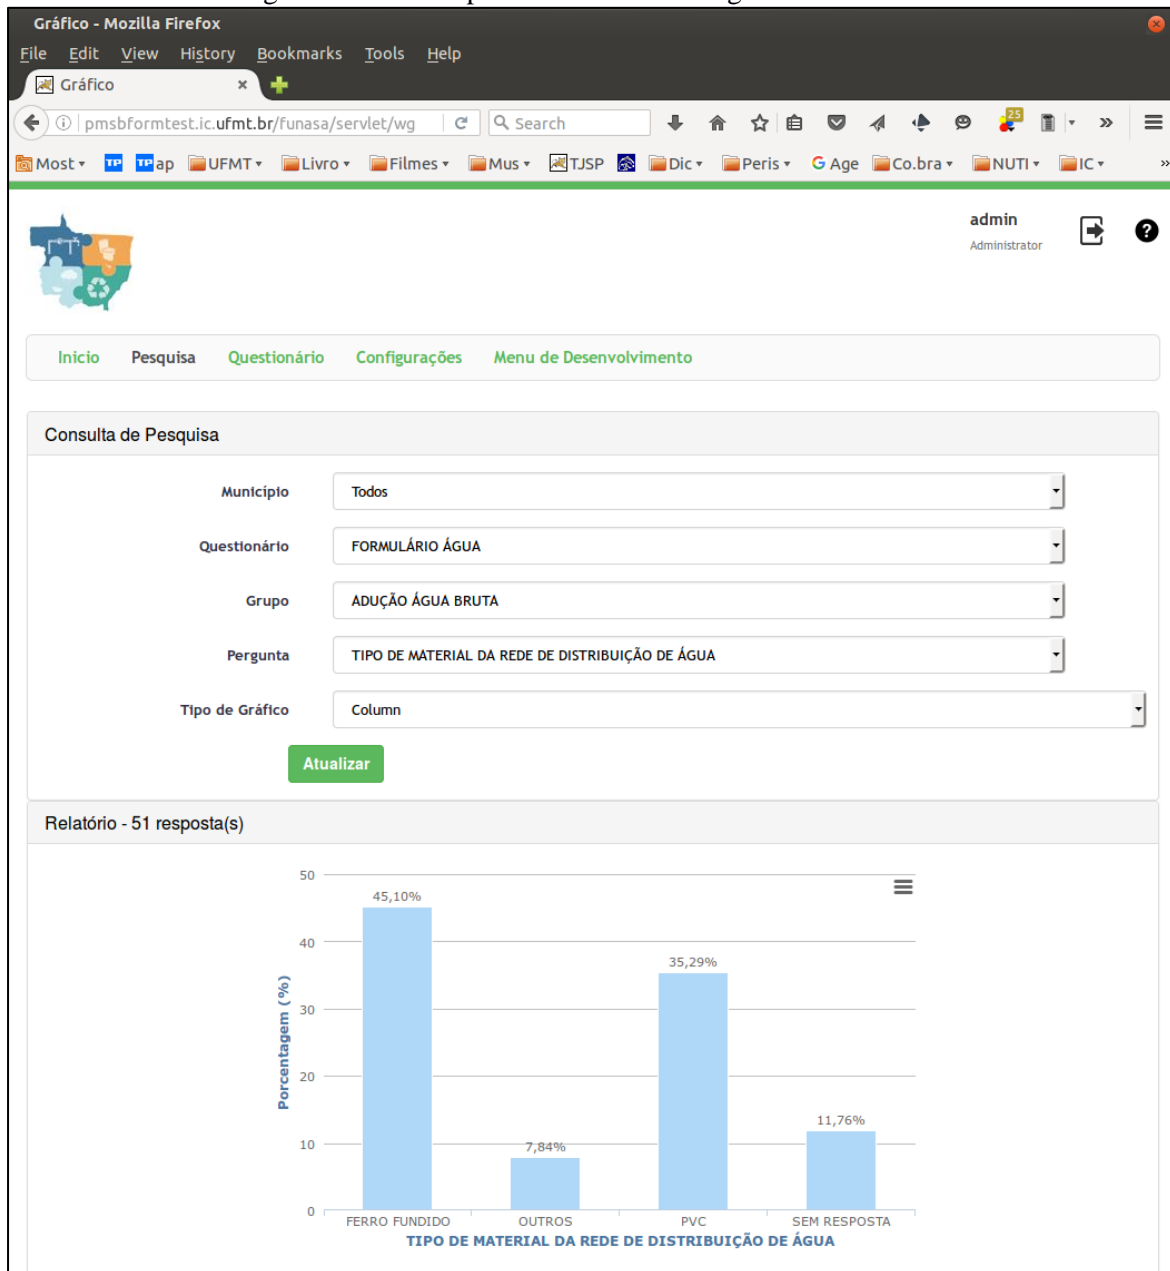 Gráfico - Mozilla Firefox
File Edit View History Bookmarks Tools Help
Gráfico
pmsbformtest.ic.ufmt.br/funasa/servlet/wg Search 25
Most TP TP ap UFMT Livro Filmes Mus TJSP Dic Peris G Age Co.bra NUTI IC »
admin
Administrator
Inicio Pesquisa Questionário Configurações Menu de Desenvolvimento
Consulta de Pesquisa
Município Todos
Questionário FORMULÁRIO ÁGUA
Grupo ADUÇÃO ÁGUA BRUTA
Pergunta TIPO DE MATERIAL DA REDE DE DISTRIBUIÇÃO DE ÁGUA
Tipo de Gráfico Column
Atualizar
Relatório - 51 resposta(s)
50
45,10%
40
35,29%
30
Porcentagem (%)
20
11,76%
10
7,84%
0
FERRO FUNDIDO OUTROS PVC SEM RESPOSTA
TIPO DE MATERIAL DA REDE DE DISTRIBUIÇÃO DE ÁGUA